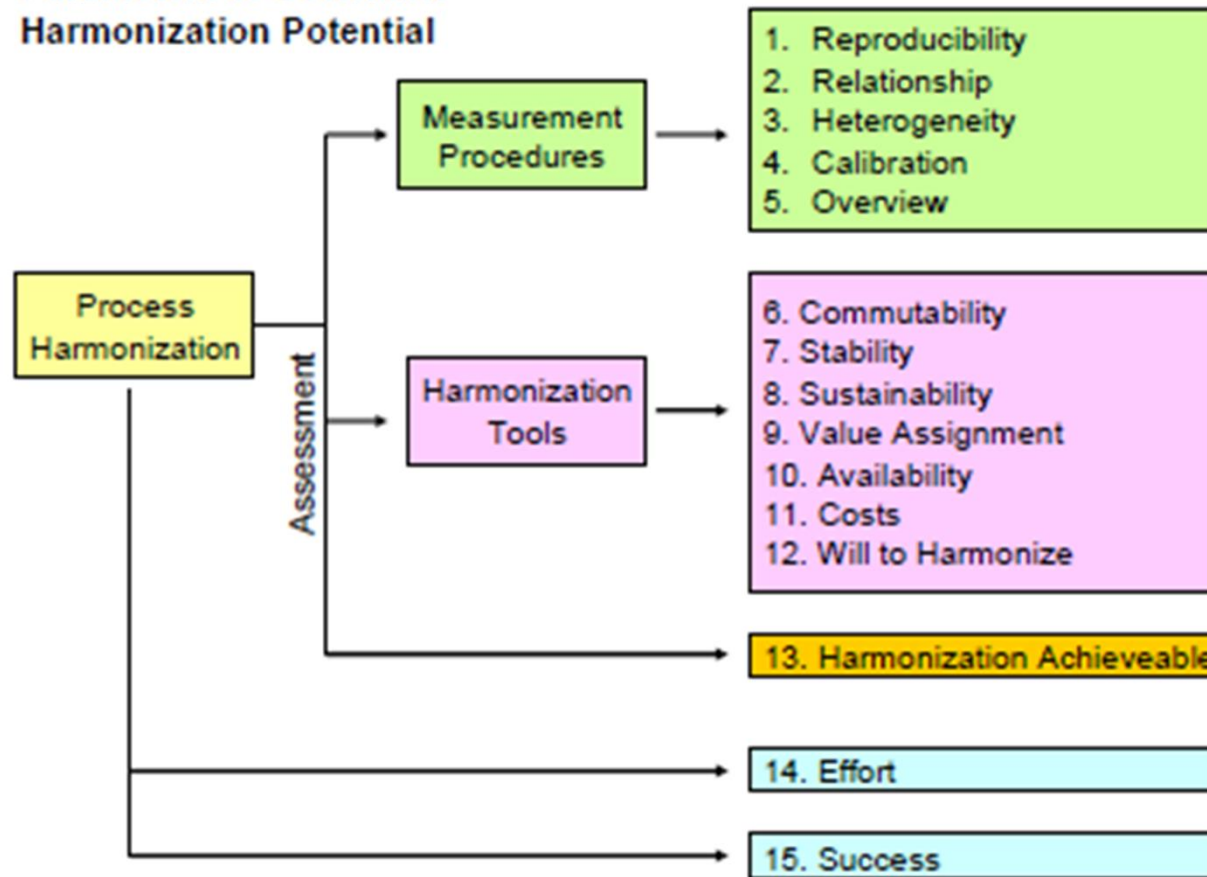 Harmonization Potential
Measurement
Procedures
1. Reproducibility
2. Relationship
3. Heterogeneity
4. Calibration
5. Overview
Process
Harmonization
Assessment
Harmonization
Tools
6. Commutability
7. Stability
8. Sustainability
9. Value Assignment
10. Availability
11. Costs
12. Will to Harmonize
13. Harmonization Achieveable
14. Effort
15. Success